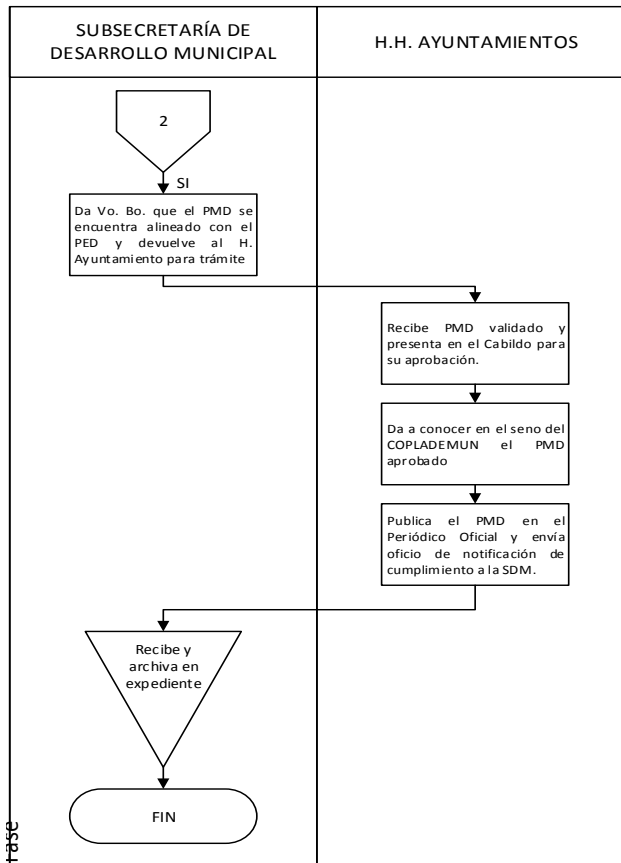 SUBSECRETARÍA DE
DESARROLLO MUNICIPAL
H.H. AYUNTAMIENTOS
2
SI
Da Vo. Bo. que el PMD se
encuentra alineado con el
PED y devuelve al H.
Ayuntamiento para trámite
Recibe PMD validado y
presenta en el Cabildo para
su aprobación.
Da a conocer en el seno del
COPLADEMUN el PMD
aprobado
Publica el PMD en el
Periódico Oficial y envía
oficio de notificación de
cumplimiento a la SDM.
Recibe y
archiva en
expediente
FIN